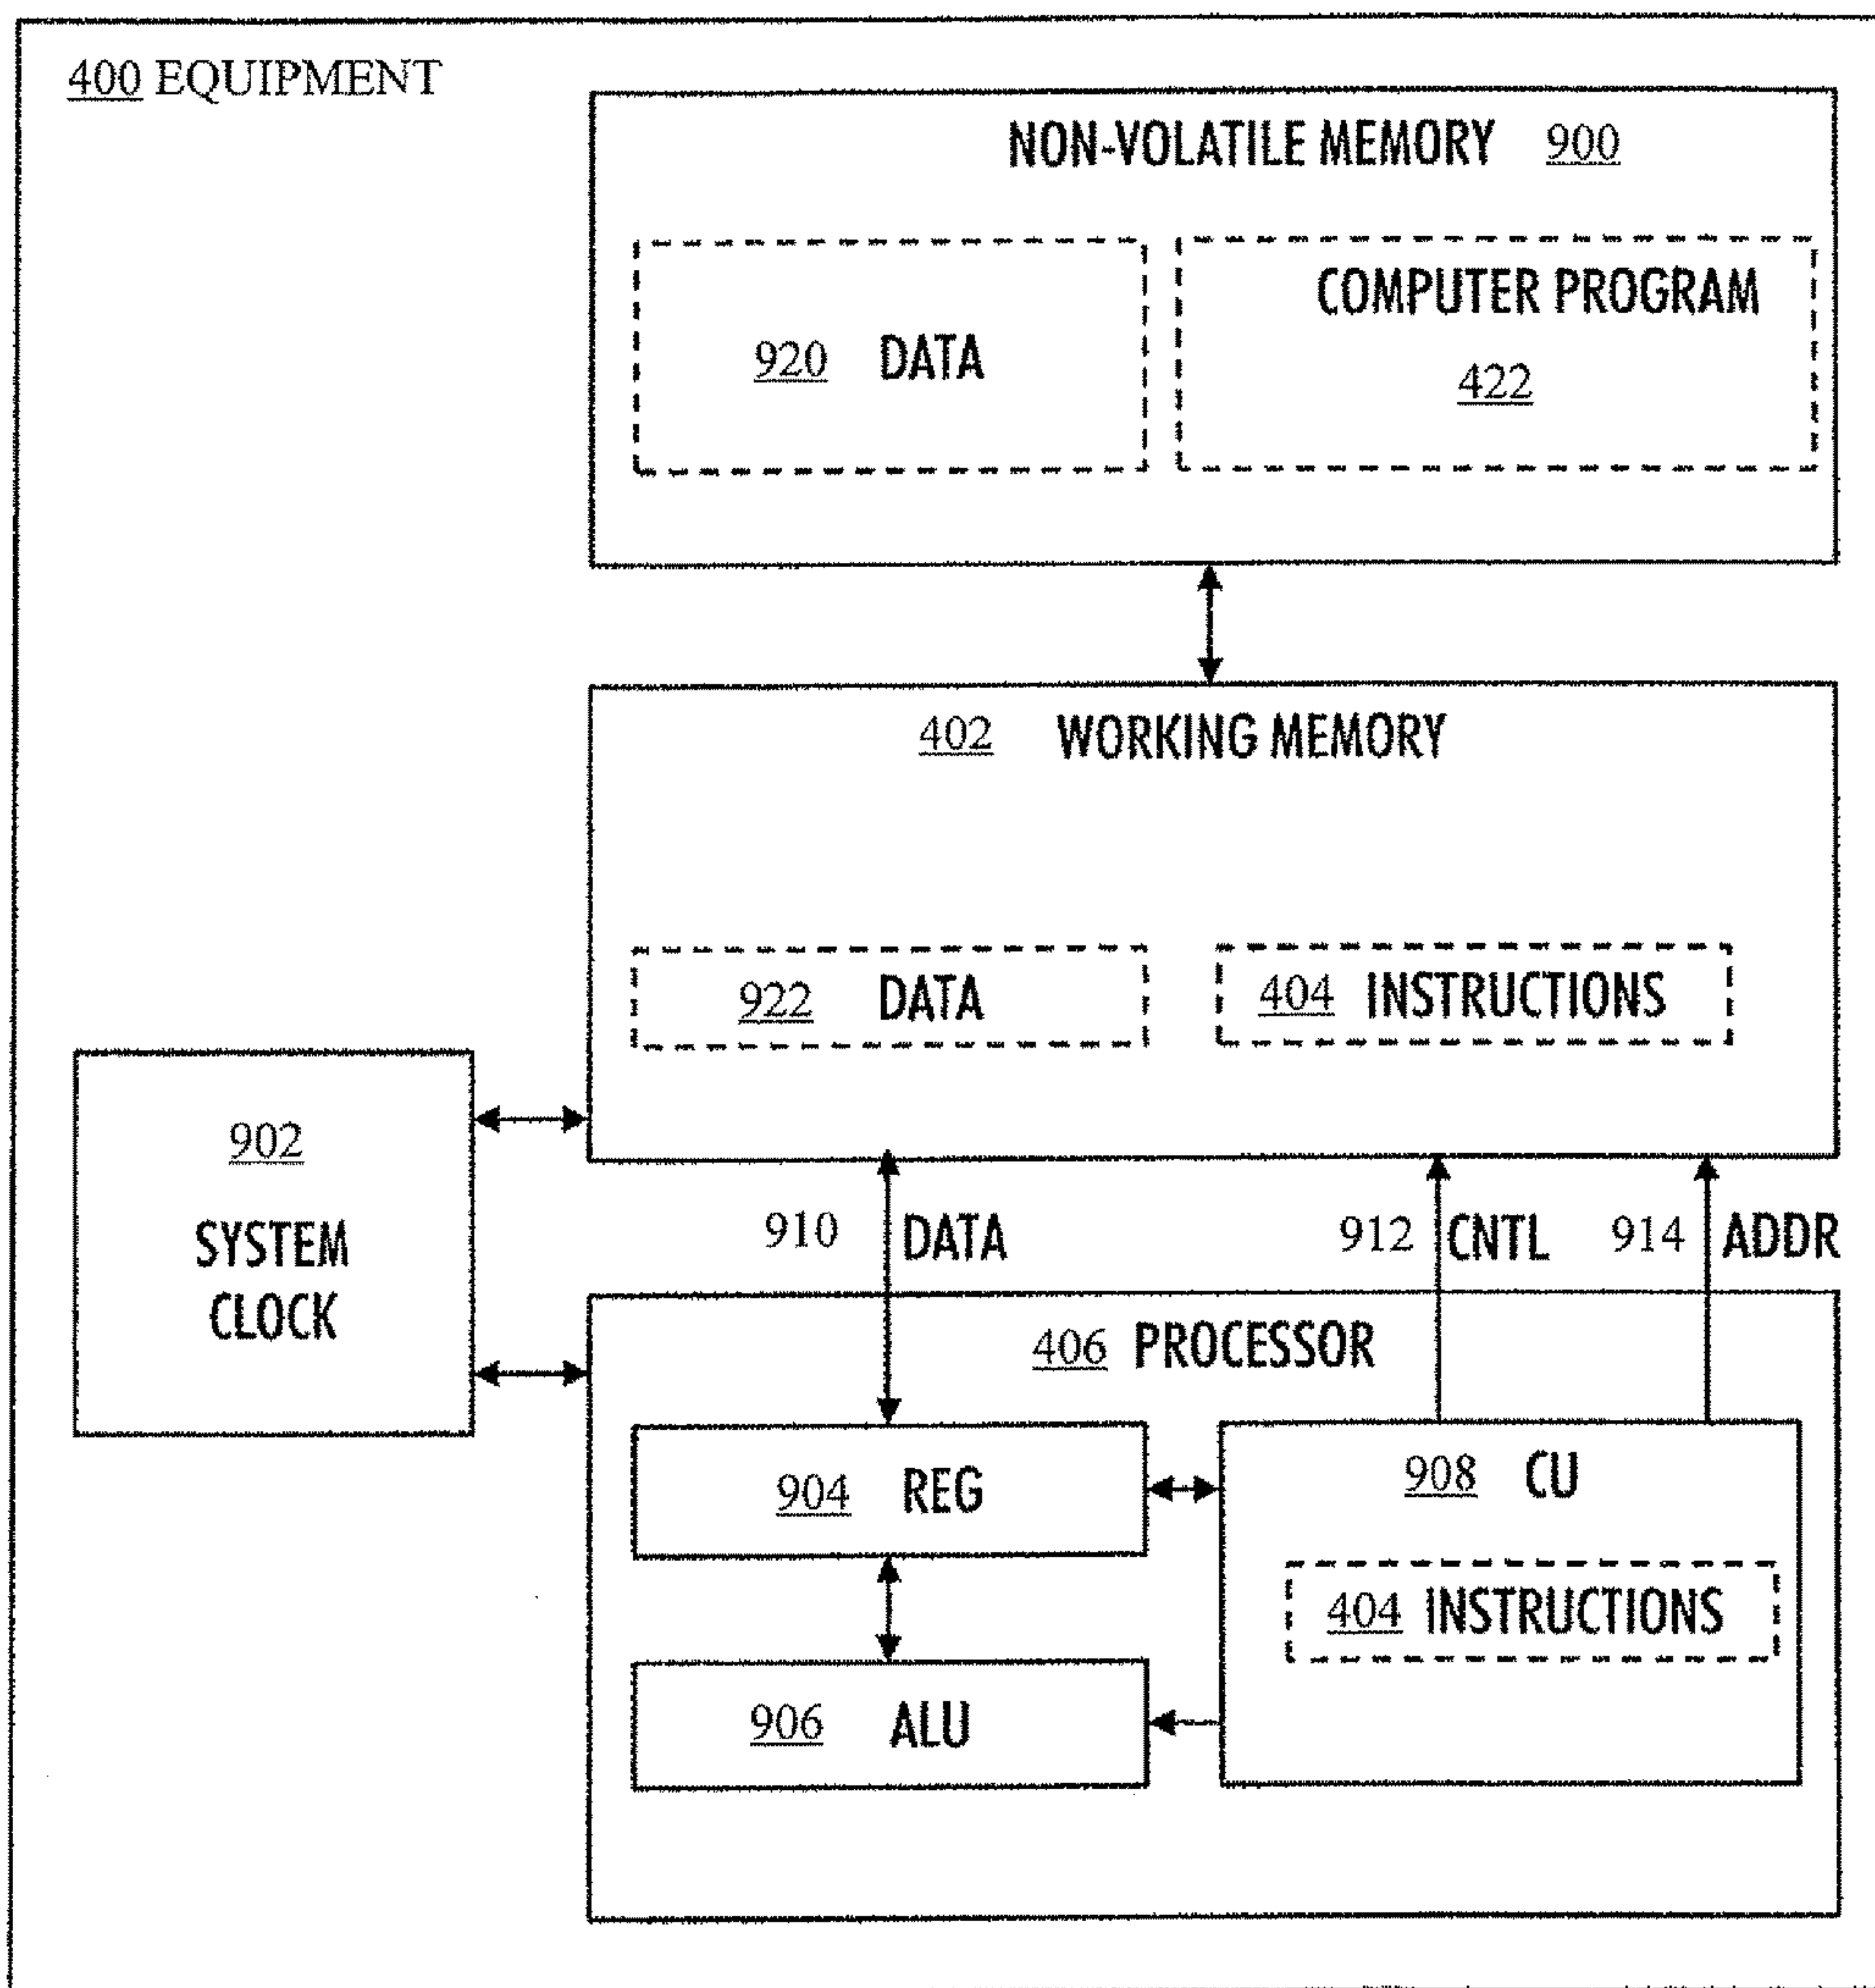 400 EQUIPMENT
NON-VOLATILE MEMORY 900
920 DATA
COMPUTER PROGRAM
422
402 WORKING MEMORY
922 DATA
404 INSTRUCTIONS
902
SYSTEM
CLOCK
910 DATA
912 CNTL
914 ADDR
406 PROCESSOR
904 REG
908 CU
404 INSTRUCTIONS
906 ALU